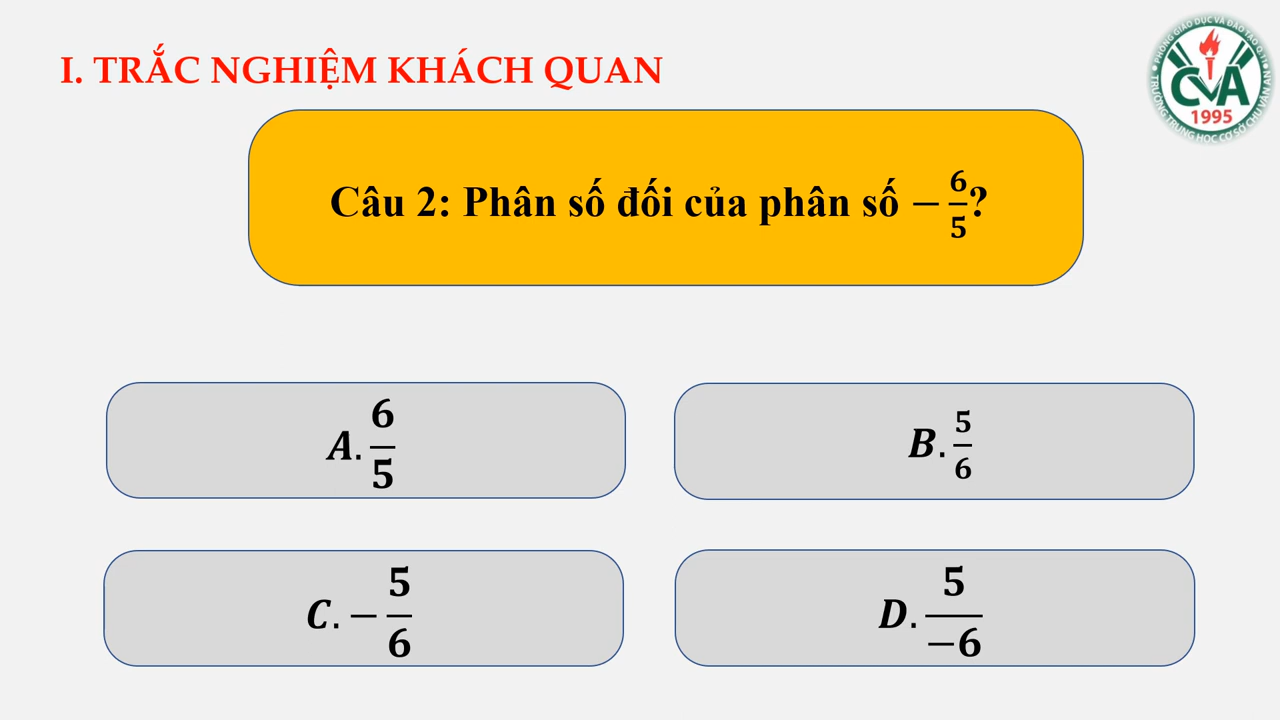 I. TRẮC NGHIỆM KHÁCH QUAN
Câu 2: Phân số đối của phân số −6/5?
A. 6/5
B. 5/6
C. −5/6
D. 5/−6
CVA
1995